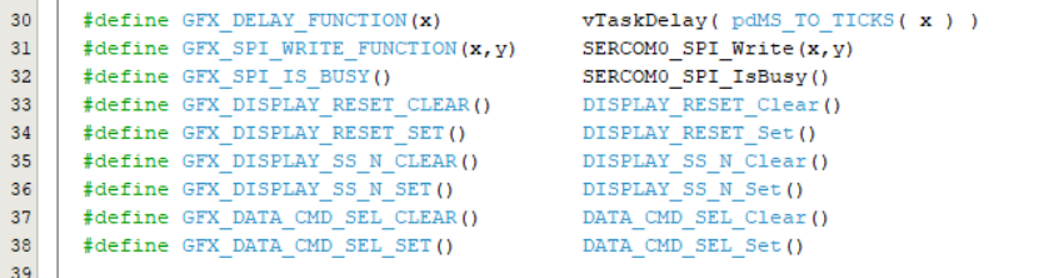 30 #define GFX_DELAY_FUNCTION(x) vTaskDelay( pdMS_TO_TICKS( x ) )
31 #define GFX_SPI_WRITE_FUNCTION(x,y) SERCOM0_SPI_Write(x,y)
32 #define GFX_SPI_IS_BUSY() SERCOM0_SPI_IsBusy()
33 #define GFX_DISPLAY_RESET_CLEAR() DISPLAY_RESET_Clear()
34 #define GFX_DISPLAY_RESET_SET() DISPLAY_RESET_Set()
35 #define GFX_DISPLAY_SS_N_CLEAR() DISPLAY_SS_N_Clear()
36 #define GFX_DISPLAY_SS_N_SET() DISPLAY_SS_N_Set()
37 #define GFX_DATA_CMD_SEL_CLEAR() DATA_CMD_SEL_Clear()
38 #define GFX_DATA_CMD_SEL_SET() DATA_CMD_SEL_Set()
39